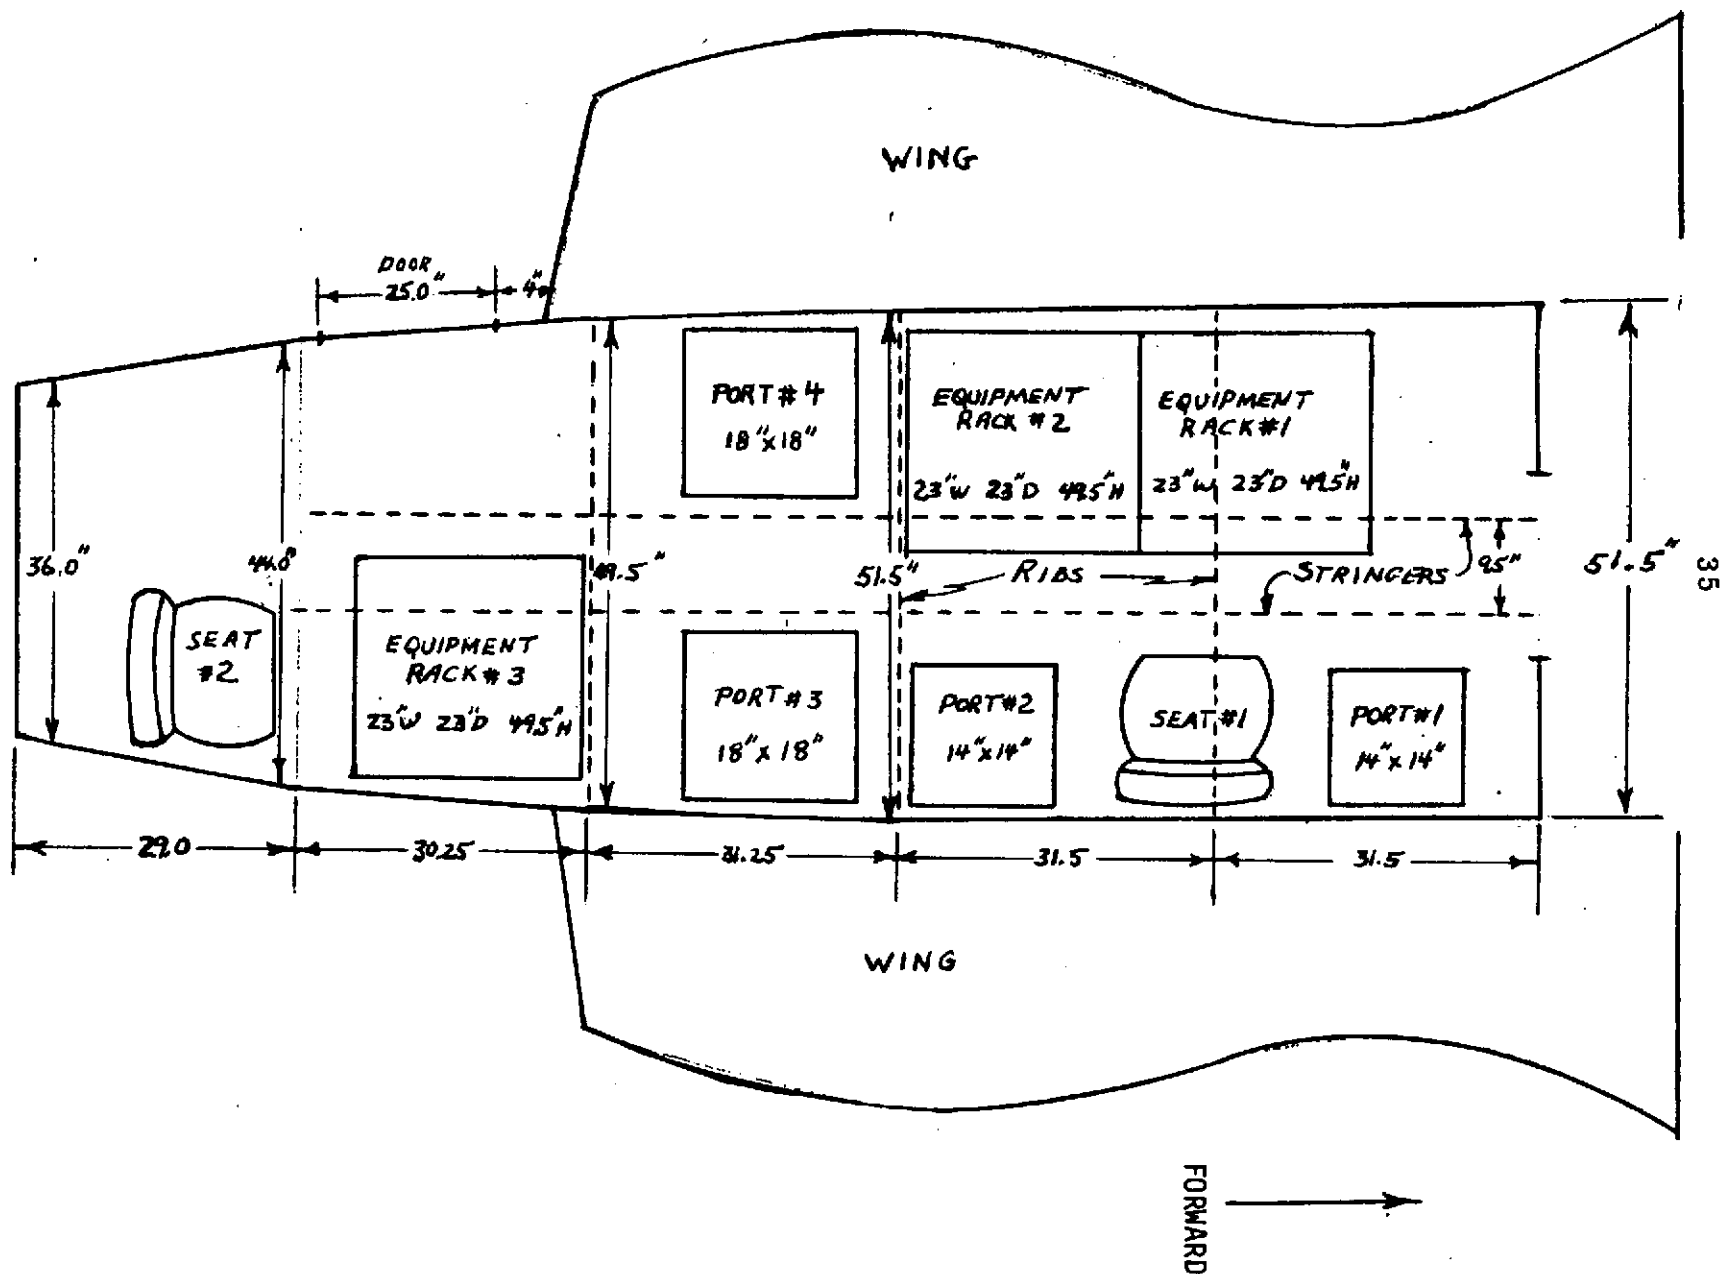 WING
DOOR
25.0"
4"
PORT #4
18"x18"
EQUIPMENT
RACK #2
23"W 23"D 49.5"H
EQUIPMENT
RACK #1
23"W 23"D 49.5"H
36.0"
44.0"
49.5"
51.5"
RIBS
STRINGERS
9.5"
51.5"
35
SEAT
#2
EQUIPMENT
RACK #3
23"W 23"D 49.5"H
PORT #3
18"x 18"
PORT #2
14"x14"
SEAT #1
PORT #1
14"x 14"
29.0
30.25
31.25
31.5
31.5
WING
FORWARD